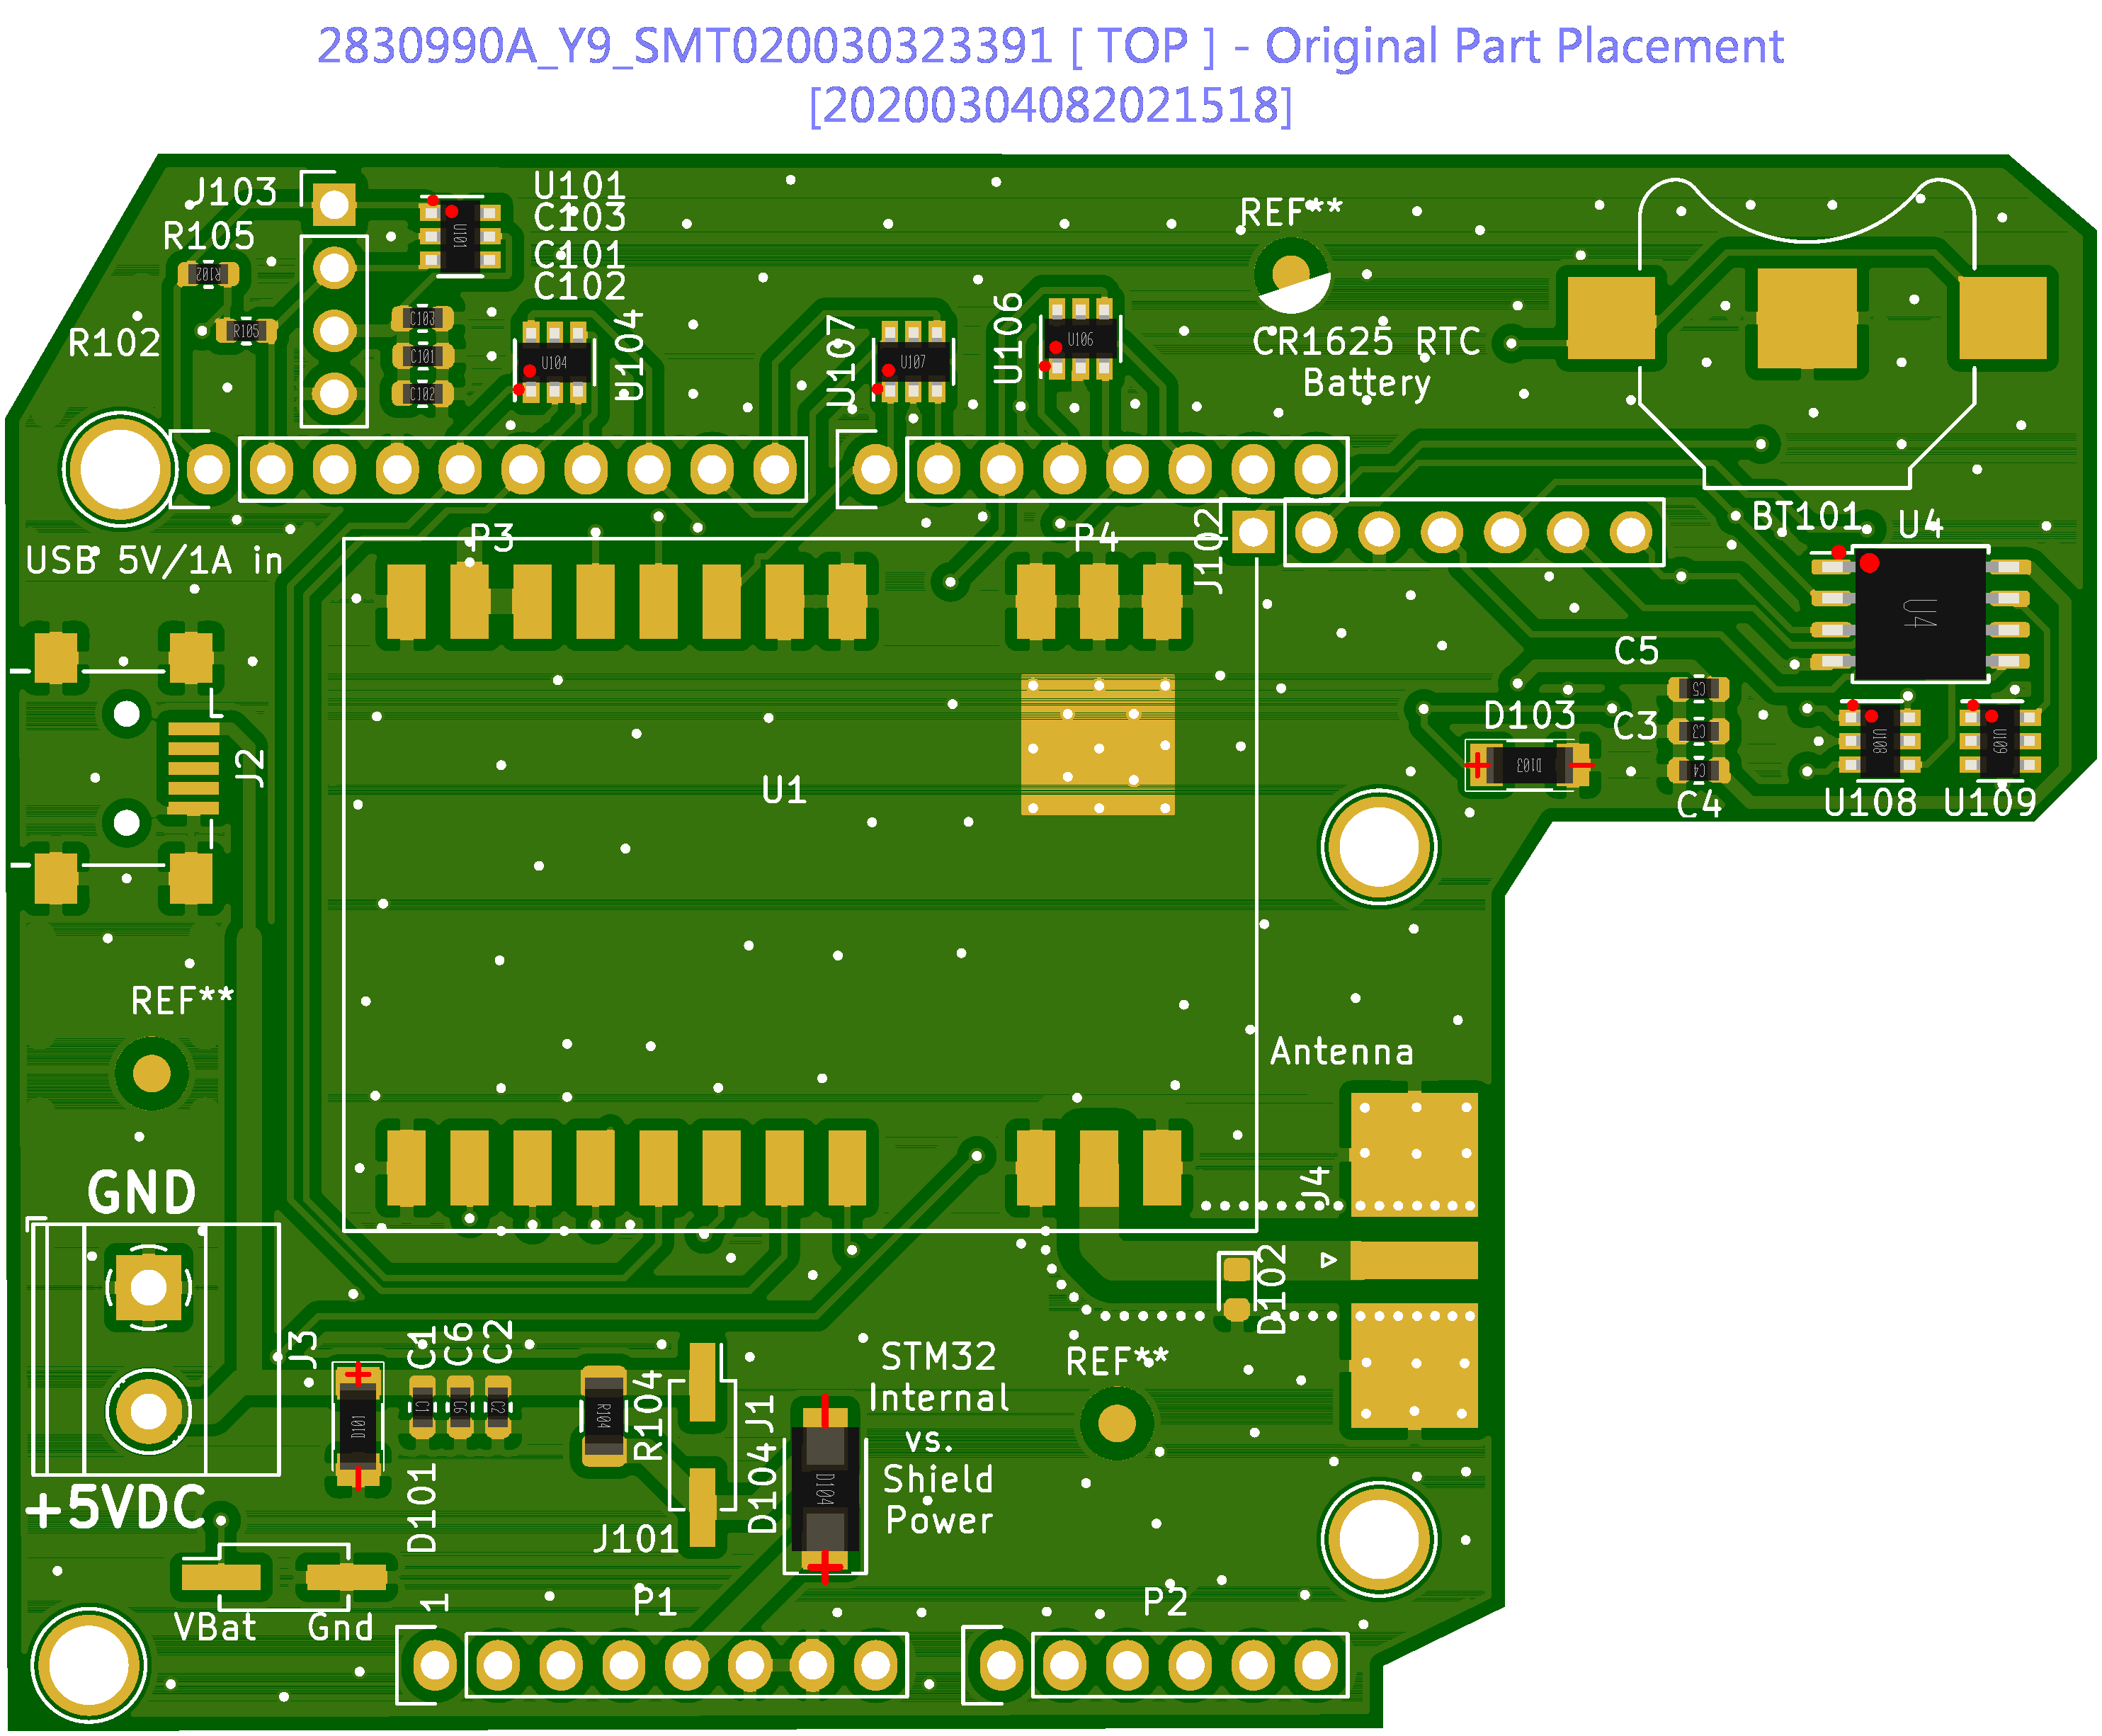 2830990A_Y9_SMT020030323391 [ TOP ] - Original Part Placement
[20200304082021518]
J103
U101
C103
R105
C101
C102
R102
U101
R102
R105
C103
C101
C102
U104
U104
U107
U107
U106
U106
REF**
CR1625 RTC
Battery
USB 5V/1A in
P3
P4
J102
BT101
U4
U4
C5
C5
D103
D103
C3
C3
C4
C4
U108
U108
U109
U109
J2
U1
REF**
Antenna
GND
J4
D102
J3
C1
C6
C2
C1
C6
C2
D101
D101
R104
R104
J1
D104
D104
J101
STM32
Internal
vs.
Shield
Power
REF**
+5VDC
VBat
Gnd
1
P1
P2